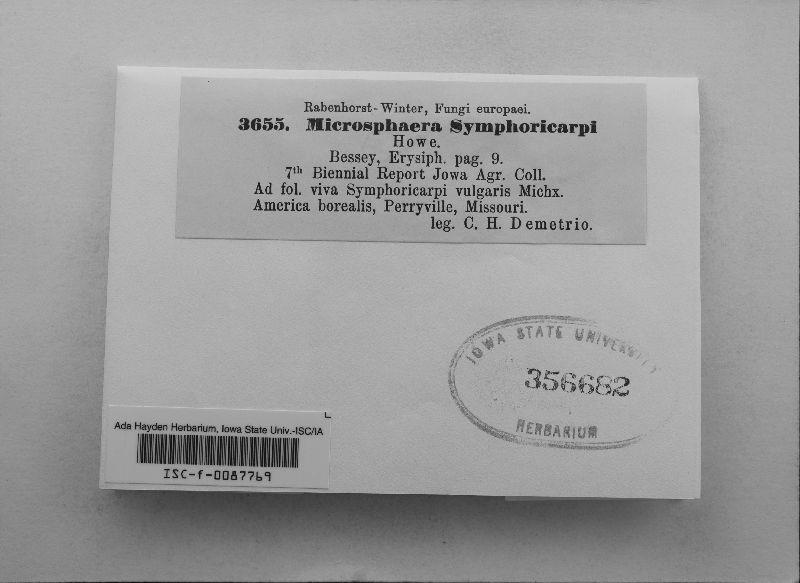 Rabenhorst-Winter, Fungi europaei.
3655. Microsphaera Symphoricarpi
Howe.
Bessey, Erysiph. pag. 9.
7th Biennial Report Jowa Agr. Coll.
Ad fol. viva Symphoricarpi vulgaris Michx.
America borealis, Perryville, Missouri.
leg. C. H. Demetrio.
IOWA STATE UNIVERSITY
356682
HERBARIUM
Ada Hayden Herbarium, Iowa State Univ.-ISC/IA
ISC-f-0087769